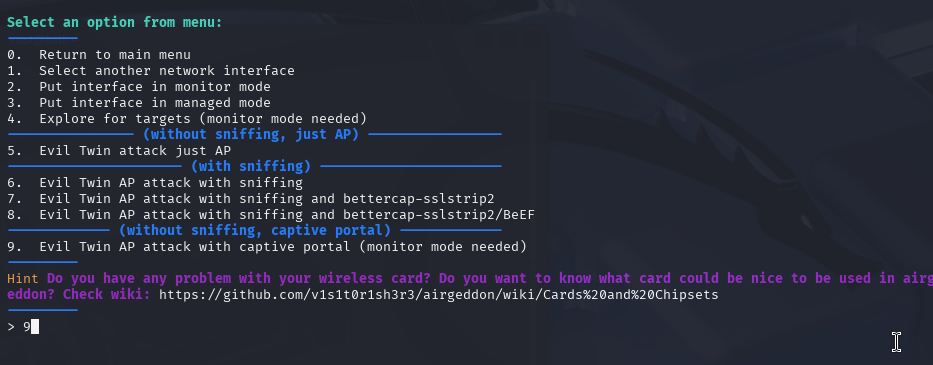 Select an option from menu:
0.  Return to main menu
1.  Select another network interface
2.  Put interface in monitor mode
3.  Put interface in managed mode
4.  Explore for targets (monitor mode needed)
(without sniffing, just AP)
5.  Evil Twin attack just AP
(with sniffing)
6.  Evil Twin AP attack with sniffing
7.  Evil Twin AP attack with sniffing and bettercap-sslstrip2
8.  Evil Twin AP attack with sniffing and bettercap-sslstrip2/BeEF
(without sniffing, captive portal)
9.  Evil Twin AP attack with captive portal (monitor mode needed)
Hint Do you have any problem with your wireless card? Do you want to know what card could be nice to be used in airg
eddon? Check wiki: https://github.com/v1s1t0r1sh3r3/airgeddon/wiki/Cards%20and%20Chipsets
> 9